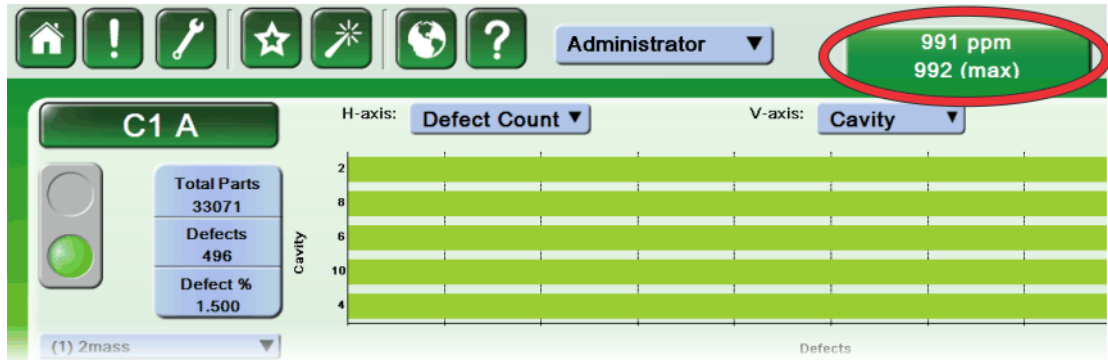 !
?
Administrator
991 ppm
992 (max)
C1 A
H-axis:
Defect Count
V-axis:
Cavity
Total Parts
33071
Defects
496
Defect %
1.500
Cavity
2
8
6
10
4
(1) 2mass
Defects